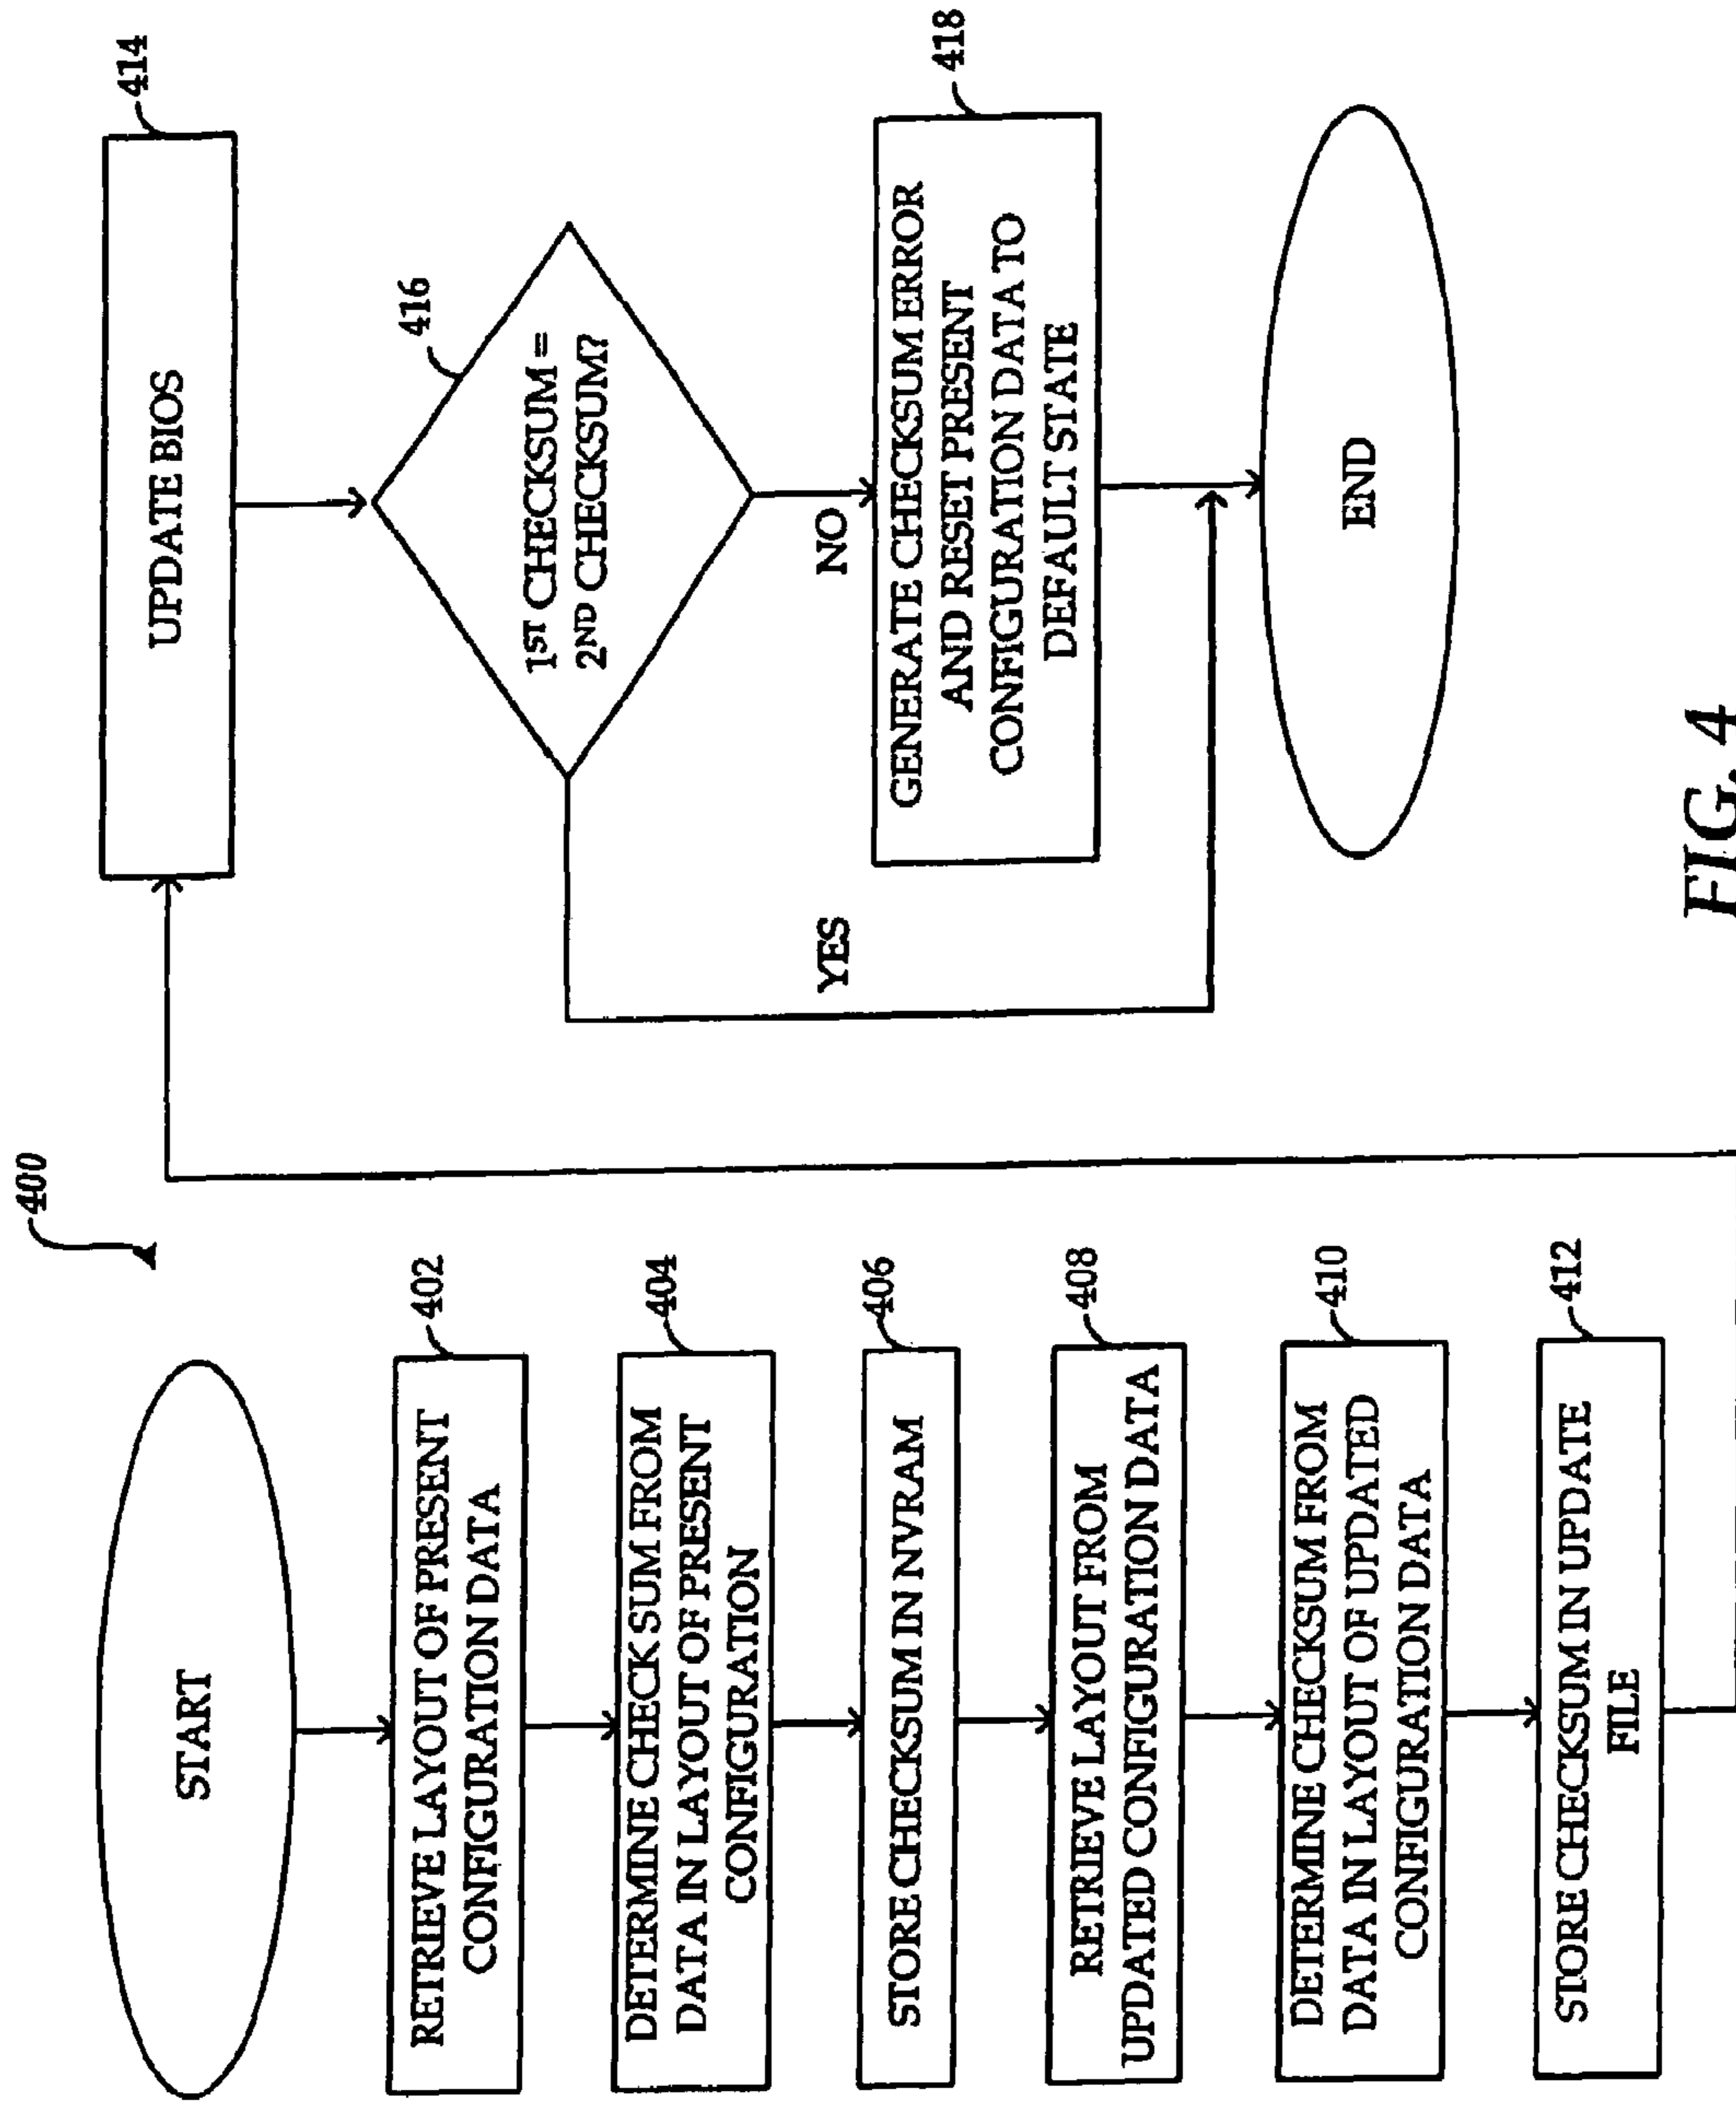 400
START
RETRIEVE LAYOUT OF PRESENT
CONFIGURATION DATA
402
DETERMINE CHECK SUM FROM
DATA IN LAYOUT OF PRESENT
CONFIGURATION
404
STORE CHECKSUM IN NVRAM
406
RETRIEVE LAYOUT FROM
UPDATED CONFIGURATION DATA
408
DETERMINE CHECKSUM FROM
DATA IN LAYOUT OF UPDATED
CONFIGURATION DATA
410
STORE CHECKSUM IN UPDATE
FILE
412
UPDATE BIOS
414
1ST CHECKSUM =
2ND CHECKSUM?
416
YES
NO
GENERATE CHECKSUM ERROR
AND RESET PRESENT
CONFIGURATION DATA TO
DEFAULT STATE
418
END
FIG. 4